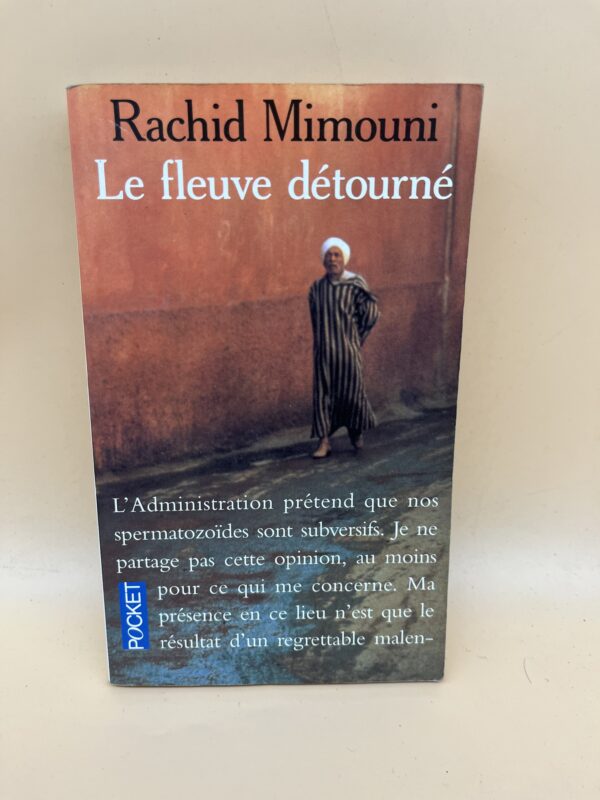 Rachid Mimouni
Le fleuve détourné
L'Administration prétend que nos
spermatozoïdes sont subversifs. Je ne
partage pas cette opinion, au moins
pour ce qui me concerne. Ma
présence en ce lieu n'est que le
résultat d'un regrettable malen-
POCKET